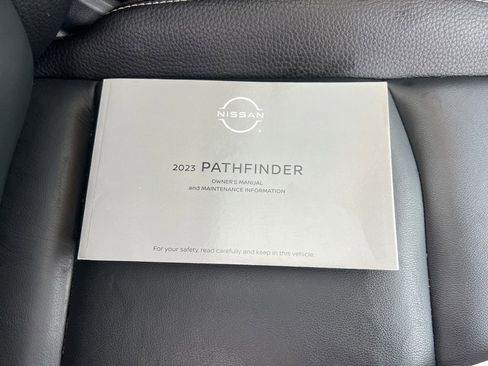 NISSAN
2023 PATHFINDER
OWNER'S MANUAL
and MAINTENANCE INFORMATION
For your safety, read carefully and keep in this vehicle.